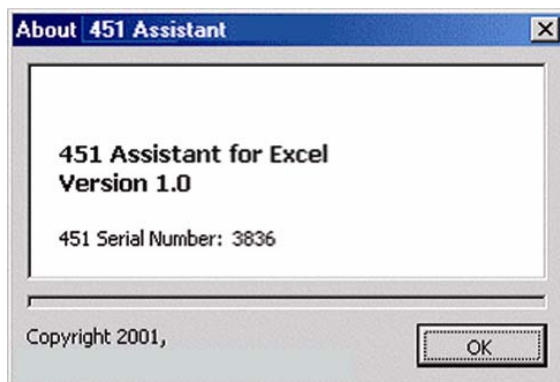 About 451 Assistant
451 Assistant for Excel
Version 1.0
451 Serial Number: 3836
Copyright 2001,
OK